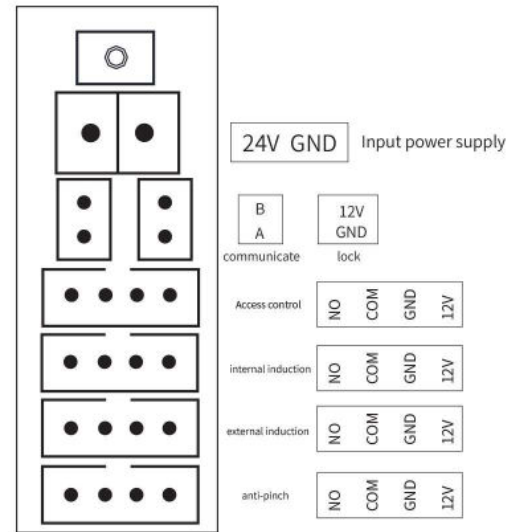 24V GND Input power supply
B 12V
A GND
communicate lock
Access control NO COM GND 12V
internal induction NO COM GND 12V
external induction NO COM GND 12V
anti-pinch NO COM GND 12V